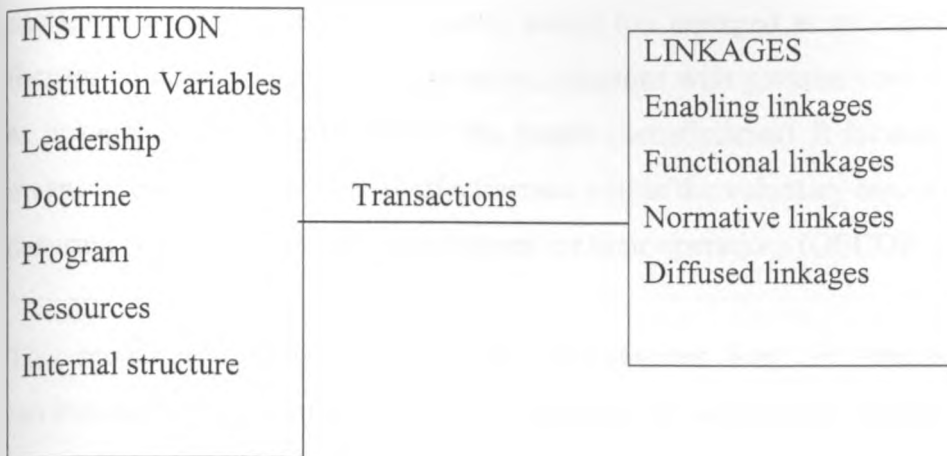 INSTITUTION
Institution Variables
Leadership
Doctrine
Program
Resources
Internal structure
Transactions
LINKAGES
Enabling linkages
Functional linkages
Normative linkages
Diffused linkages